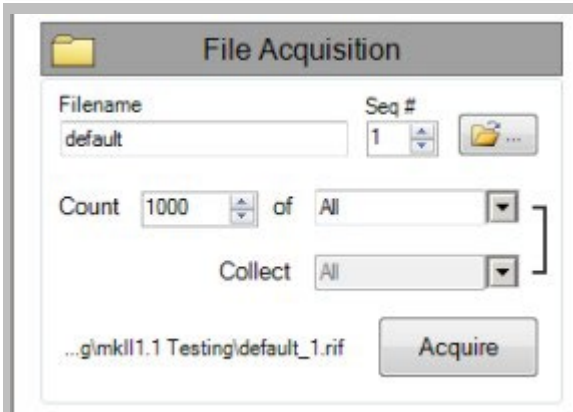 File Acquisition
Filename Seq #
default 1 ...
Count 1000 of All
Collect All
...g\mkII1.1 Testing\default_1.rif Acquire